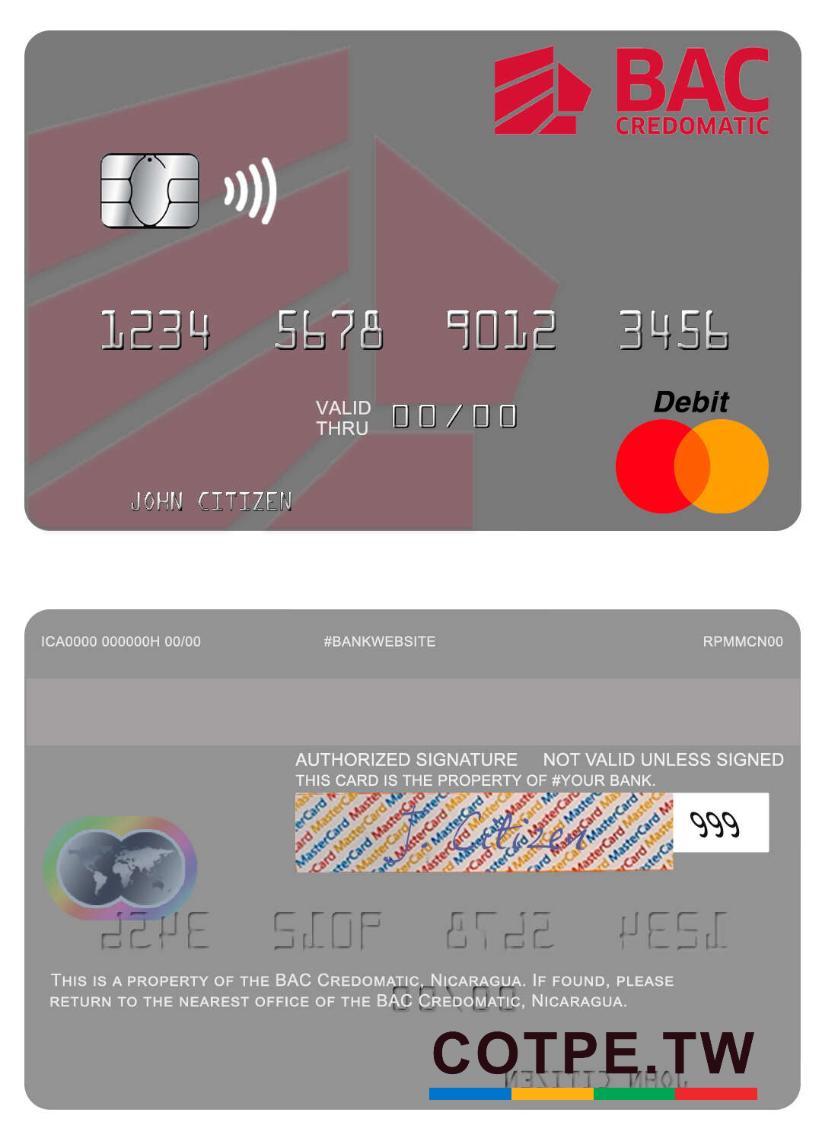 BAC
CREDOMATIC
1234 5678 9012 3456
Debit
VALID
THRU 00/00
JOHN CITIZEN
ICA0000 000000H 00/00 #BANKWEBSITE RPMMCN00
AUTHORIZED SIGNATURE NOT VALID UNLESS SIGNED
THIS CARD IS THE PROPERTY OF #YOUR BANK.
MasterCard MasterCard MasterCard
J. Citizen
999
THIS IS A PROPERTY OF THE BAC CREDOMATIC, NICARAGUA. IF FOUND, PLEASE
RETURN TO THE NEAREST OFFICE OF THE BAC CREDOMATIC, NICARAGUA.
COTPE.TW